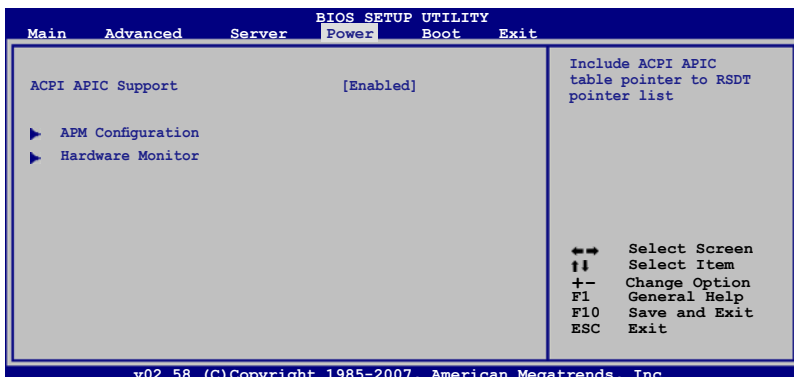 BIOS SETUP UTILITY
Main Advanced Server Power Boot Exit
ACPI APIC Support [Enabled]
APM Configuration
Hardware Monitor
Include ACPI APIC
table pointer to RSDT
pointer list
Select Screen
Select Item
+- Change Option
F1 General Help
F10 Save and Exit
ESC Exit
v02.58 (C)Copyright 1985-2007, American Megatrends, Inc.